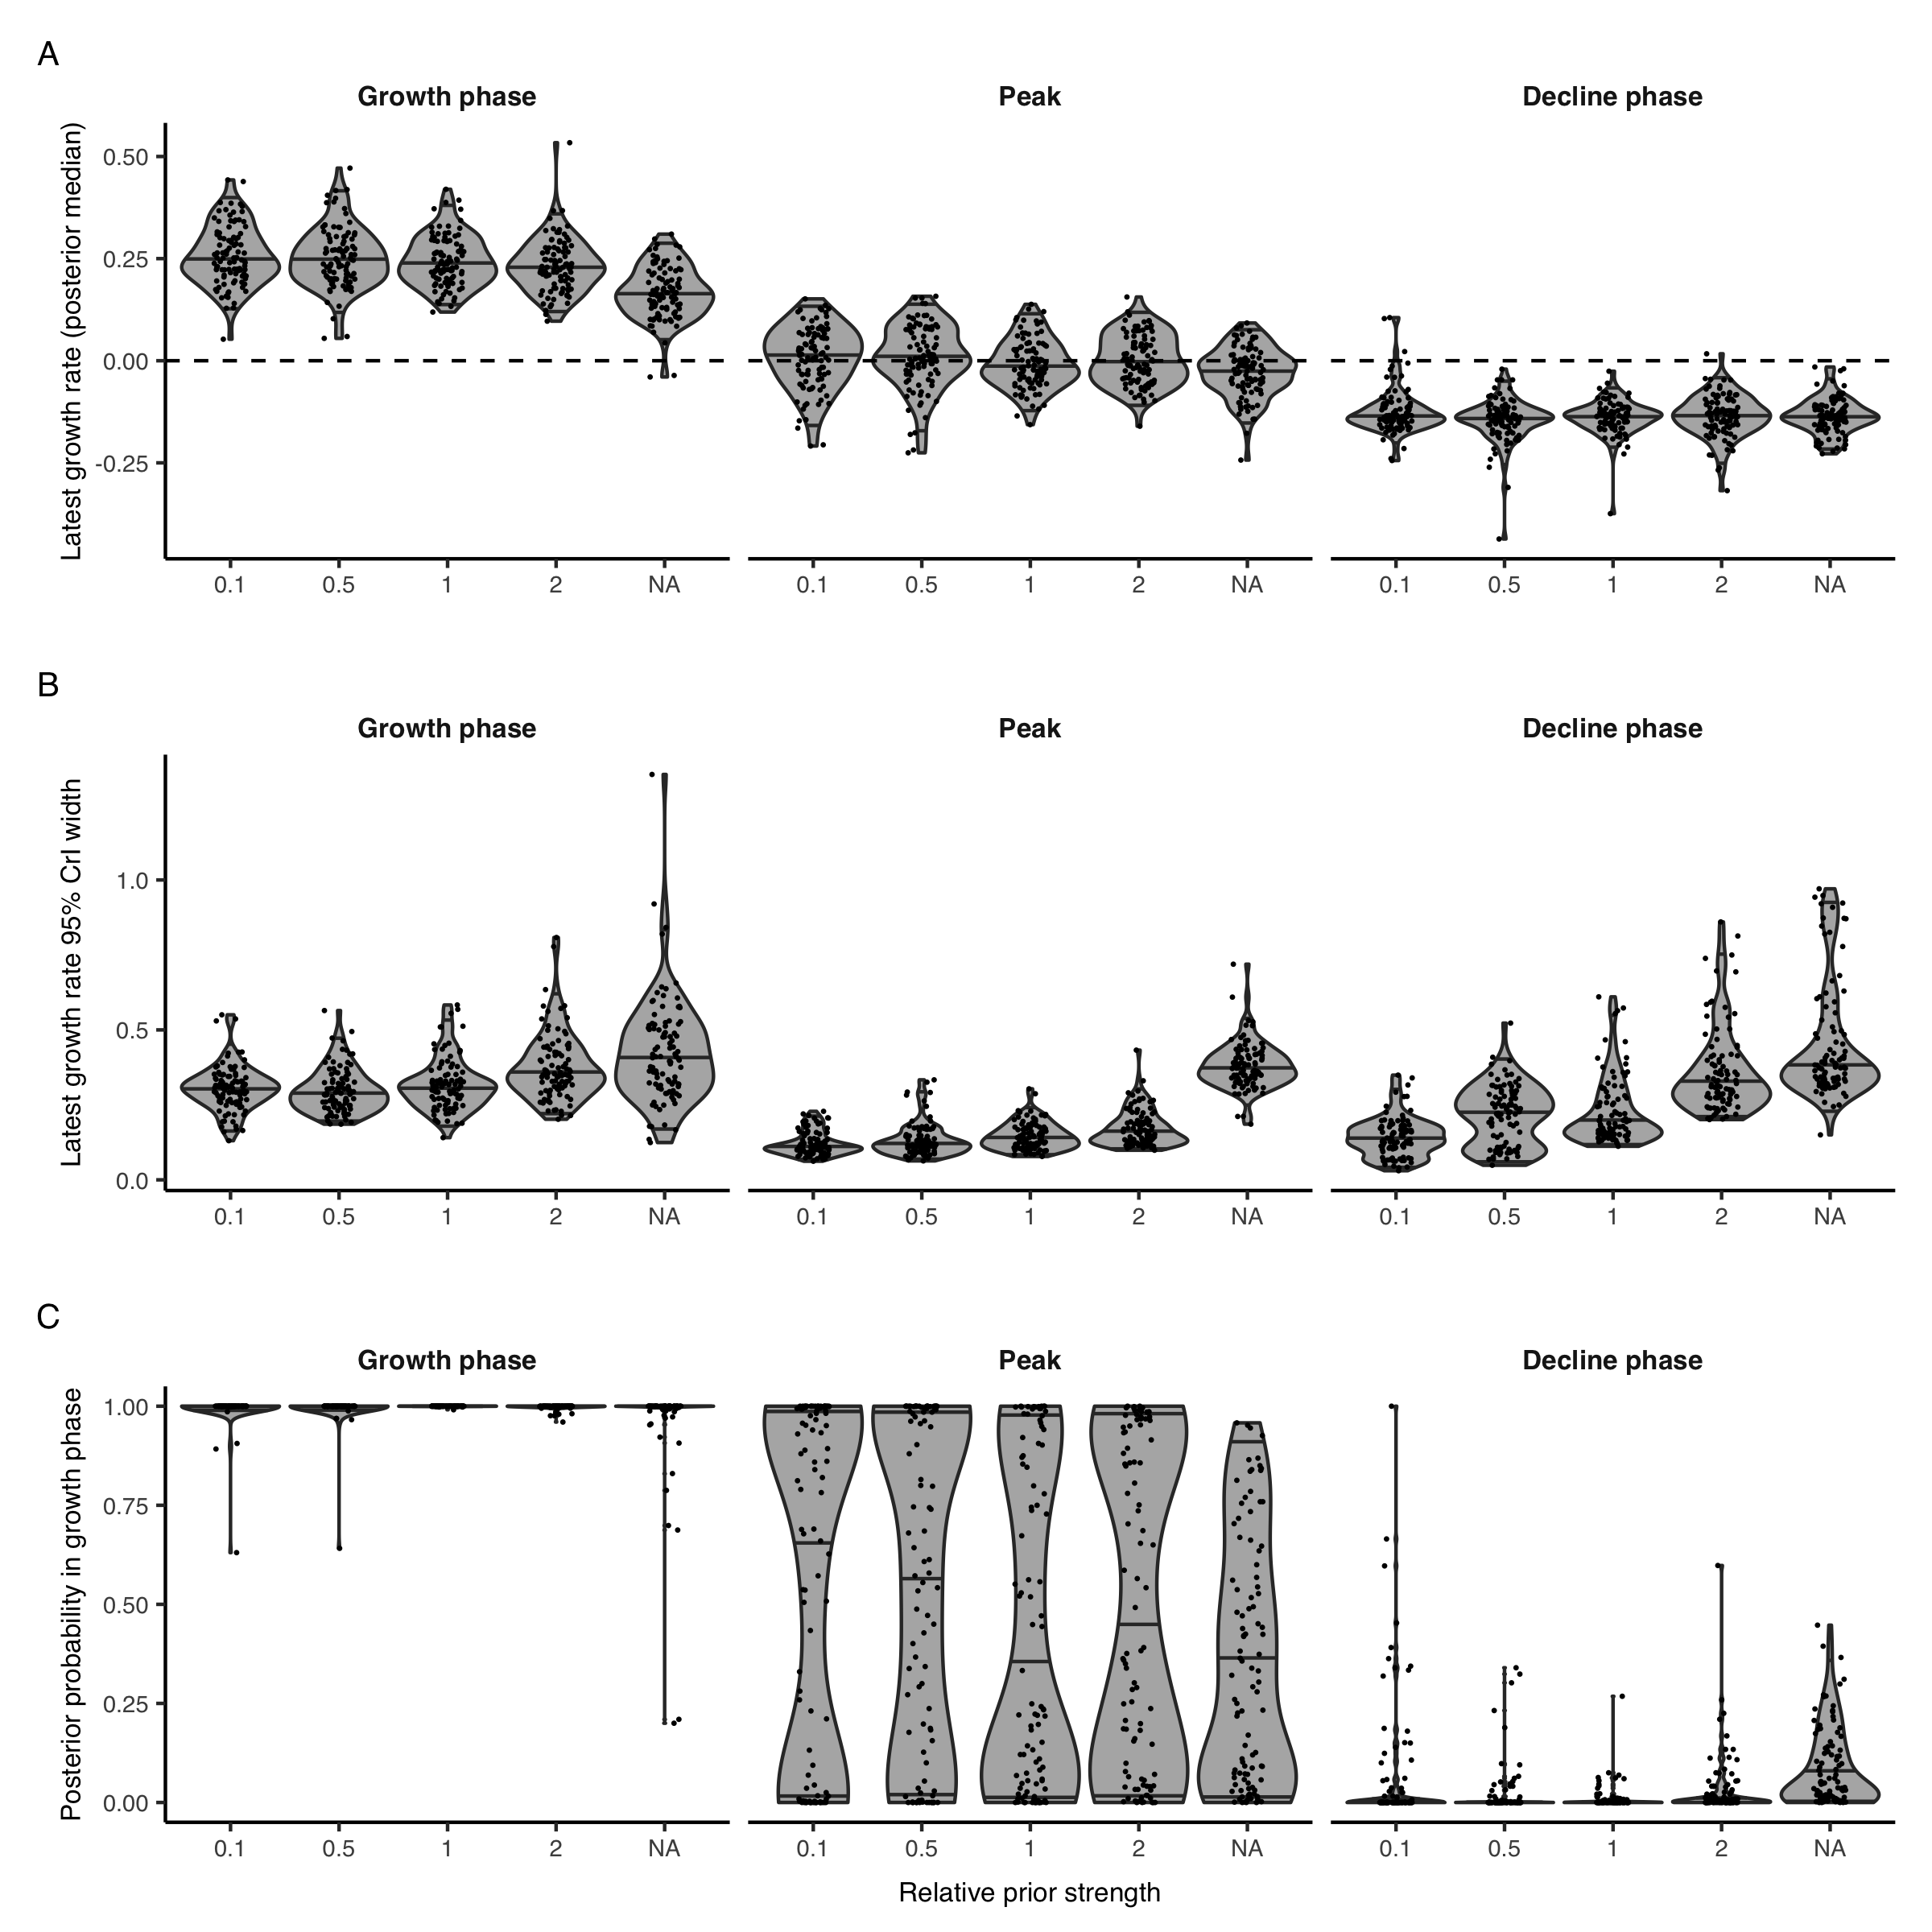 A
Growth phase Peak Decline phase
Latest growth rate (posterior median)
0.50
0.25
0.00
-0.25
0.1 0.5 1 2 NA 0.1 0.5 1 2 NA 0.1 0.5 1 2 NA
B
Growth phase Peak Decline phase
Latest growth rate 95% CrI width
1.0
0.5
0.0
0.1 0.5 1 2 NA 0.1 0.5 1 2 NA 0.1 0.5 1 2 NA
C
Growth phase Peak Decline phase
Posterior probability in growth phase
1.00
0.75
0.50
0.25
0.00
0.1 0.5 1 2 NA 0.1 0.5 1 2 NA 0.1 0.5 1 2 NA
Relative prior strength